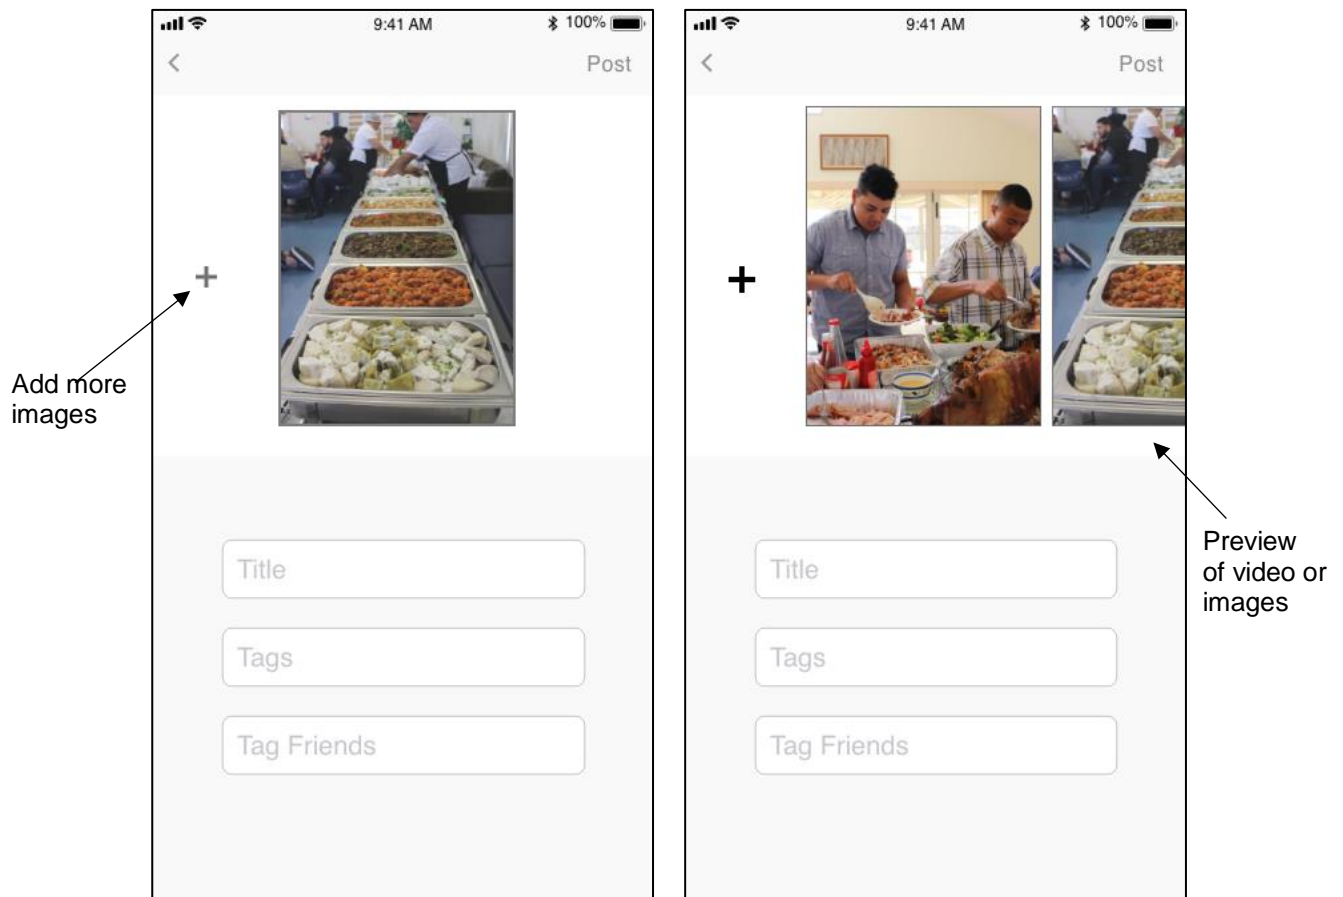 9:41 AM
100%
Post
Add more
images
Title
Tags
Tag Friends
9:41 AM
100%
Post
Preview
of video or
images
Title
Tags
Tag Friends